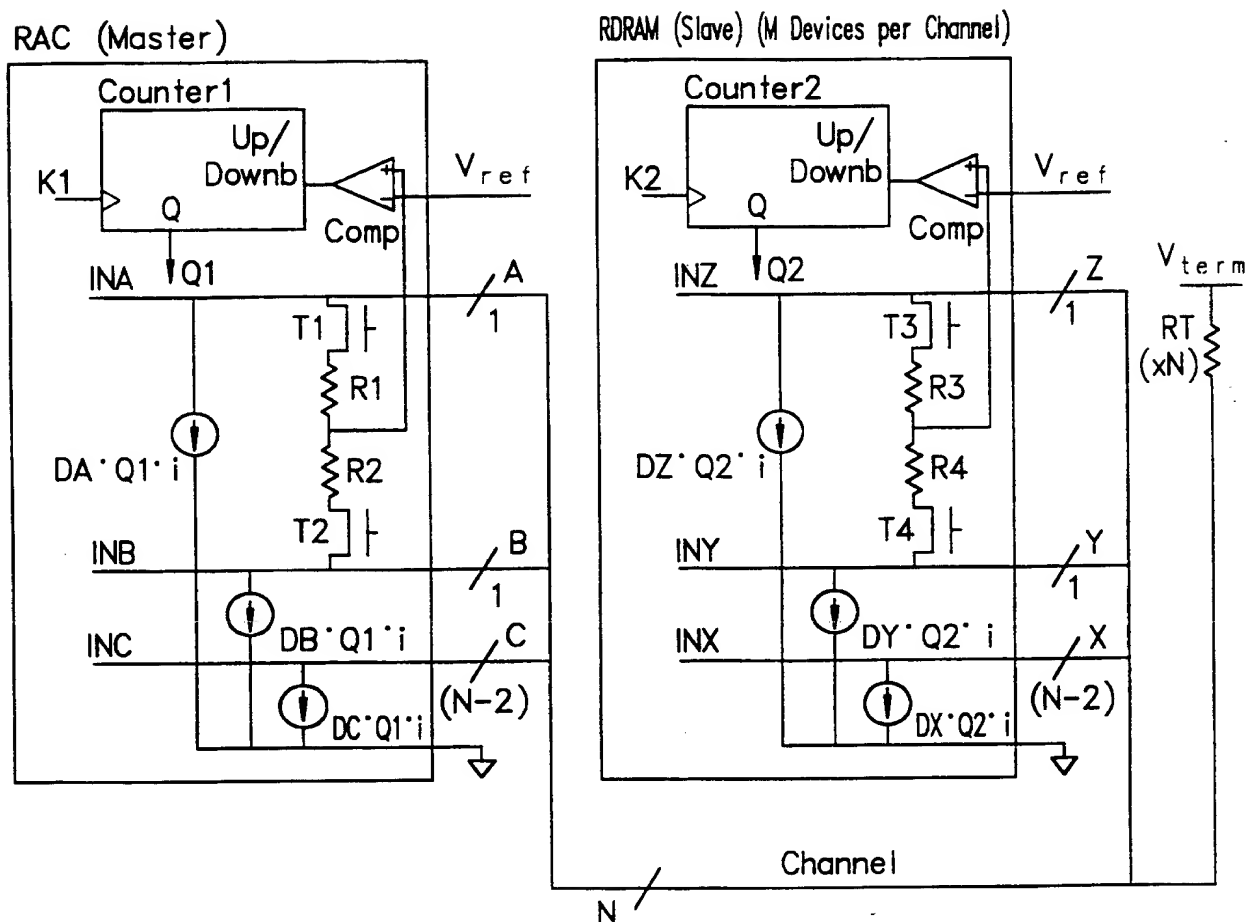 RAC (Master)
RDRAM (Slave) (M Devices per Channel)
Counter1
Up/
Downb
K1
Q
Comp
V_ref
Q1
INA
A
1
T1
R1
R2
T2
DA·Q1·i
INB
B
1
DB·Q1·i
INC
C
(N-2)
DC·Q1·i
Counter2
Up/
Downb
K2
Q
Comp
V_ref
Q2
INZ
Z
1
T3
R3
R4
T4
DZ·Q2·i
INY
Y
1
DY·Q2·i
INX
X
(N-2)
DX·Q2·i
V_term
RT
(xN)
Channel
N